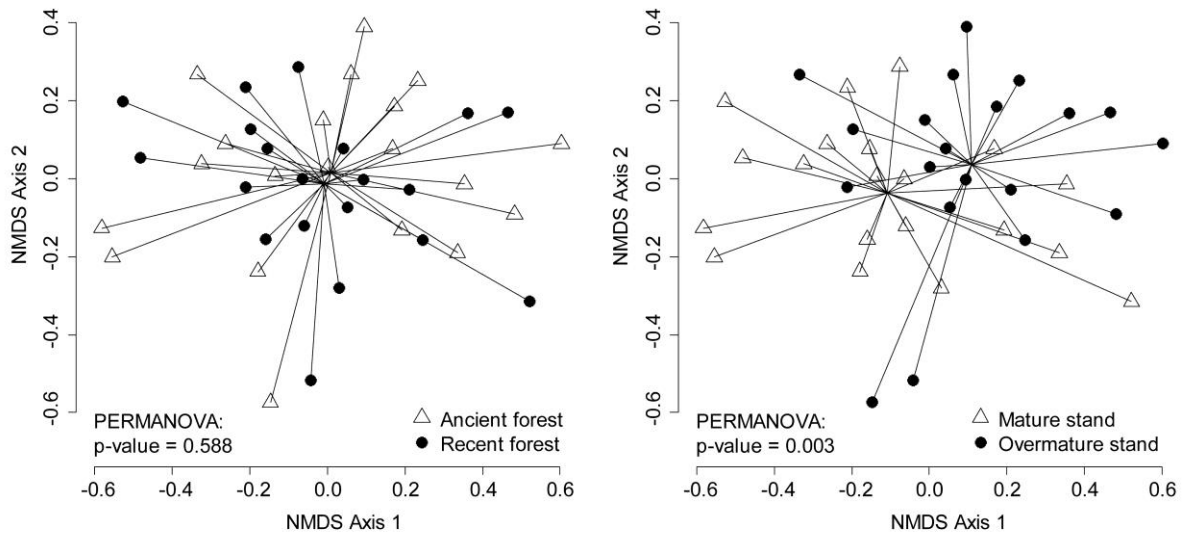 0.4
0.2
0.0
-0.2
-0.4
-0.6
NMDS Axis 2
PERMANOVA:
p-value = 0.588
Ancient forest
Recent forest
-0.6 -0.4 -0.2 0.0 0.2 0.4 0.6
NMDS Axis 1
0.4
0.2
0.0
-0.2
-0.4
-0.6
NMDS Axis 2
PERMANOVA:
p-value = 0.003
Mature stand
Overmature stand
-0.6 -0.4 -0.2 0.0 0.2 0.4 0.6
NMDS Axis 1